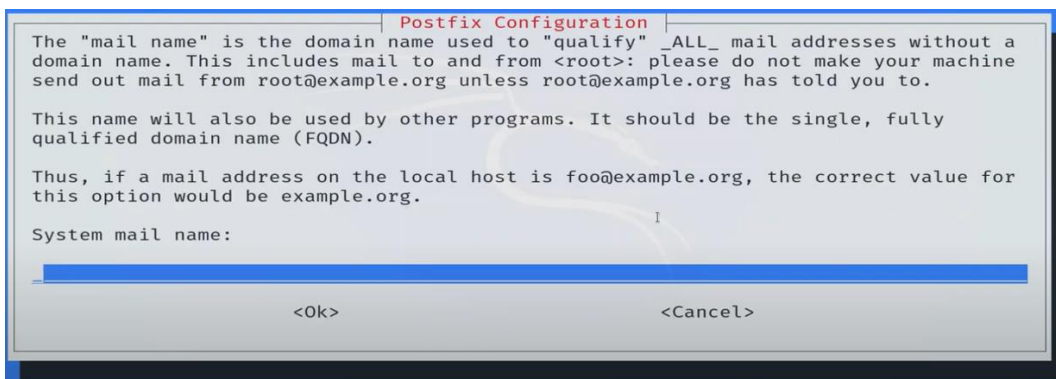 Postfix Configuration
The "mail name" is the domain name used to "qualify" _ALL_ mail addresses without a
domain name. This includes mail to and from <root>: please do not make your machine
send out mail from root@example.org unless root@example.org has told you to.
This name will also be used by other programs. It should be the single, fully
qualified domain name (FQDN).
Thus, if a mail address on the local host is foo@example.org, the correct value for
this option would be example.org.
System mail name:
<Ok> <Cancel>